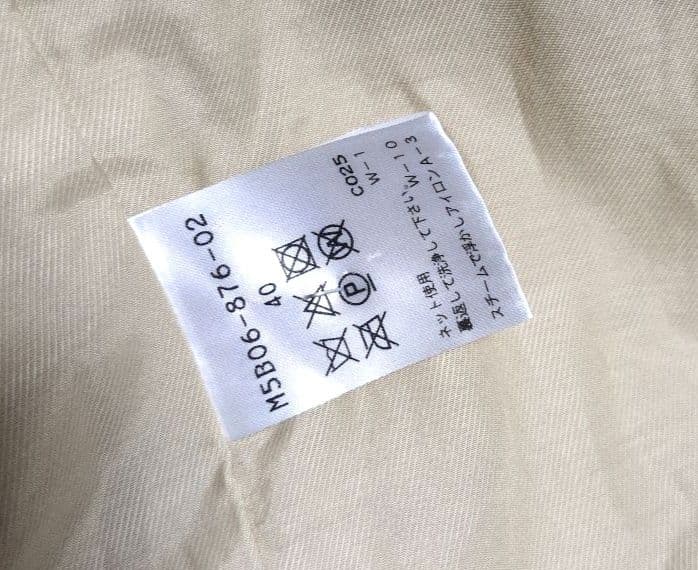 M5B06-876-02
40
P
W
C025
W-1
ネット使用
裏返して洗浄して下さい W-10
スチームで浮かしアイロン A-3